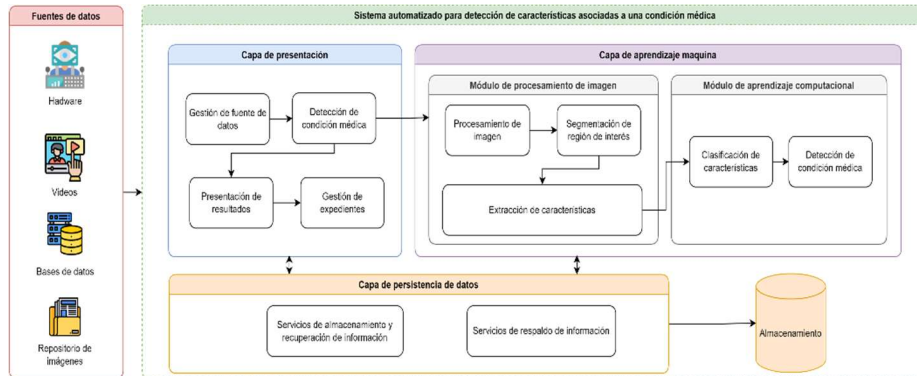 Fuentes de datos
Hadware
Videos
Bases de datos
Repositorio de
imágenes
Sistema automatizado para detección de características asociadas a una condición médica
Capa de presentación
Gestión de fuente de
datos
Detección de
condición médica
Presentación de
resultados
Gestión de
expedientes
Capa de aprendizaje maquina
Módulo de procesamiento de imagen
Procesamiento de
imagen
Segmentación de
región de interés
Extracción de características
Módulo de aprendizaje computacional
Clasificación de
características
Detección de
condición médica
Capa de persistencia de datos
Servicios de almacenamiento y
recuperación de información
Servicios de respaldo de información
Almacenamiento